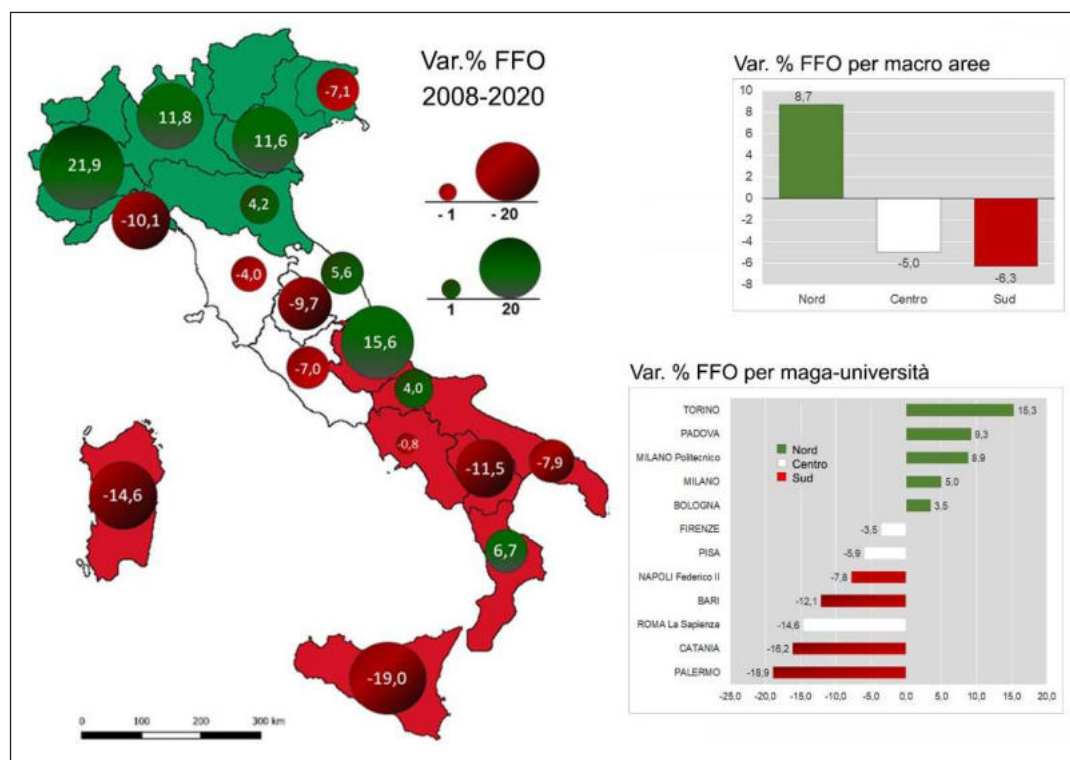 Var.% FFO
2008-2020
- 1
- 20
1
20
-7,1
11,8
11,6
21,9
4,2
-10,1
-4,0
5,6
-9,7
15,6
-7,0
4,0
-0,8
-11,5
-7,9
-14,6
6,7
-19,0
0 100 200 300 km
Var. % FFO per macro aree
10
8
6
4
2
0
-2
-4
-6
-8
8,7
-5,0
-6,3
Nord Centro Sud
Var. % FFO per maga-università
TORINO 15,3
PADOVA 9,3
MILANO Politecnico 8,9
MILANO 5,0
BOLOGNA 3,5
FIRENZE -3,5
PISA -5,9
NAPOLI Federico II -7,8
BARI -12,1
ROMA La Sapienza -14,6
CATANIA -16,2
PALERMO -18,9
Nord
Centro
Sud
-25,0 -20,0 -15,0 -10,0 -5,0 0,0 5,0 10,0 15,0 20,0